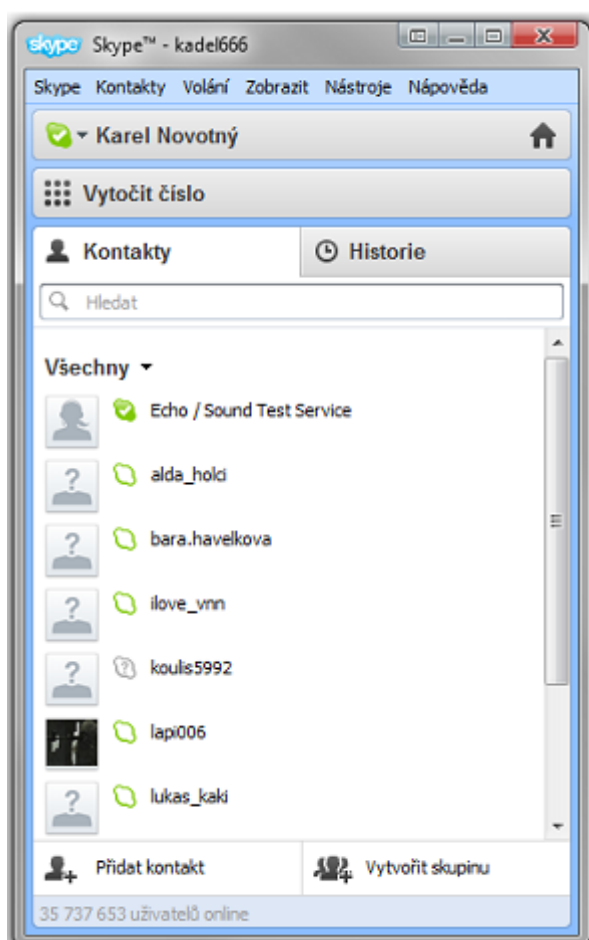 skype Skype™ - kadel666
Skype Kontakty Volání Zobrazit Nástroje Nápověda
Karel Novotný
Vytočit číslo
Kontakty Historie
Hledat
Všechny
Echo / Sound Test Service
alda_holci
bara.havelkova
ilove_vnn
koulis5992
lapi006
lukas_kaki
Přidat kontakt Vytvořit skupinu
35 737 653 uživatelů online